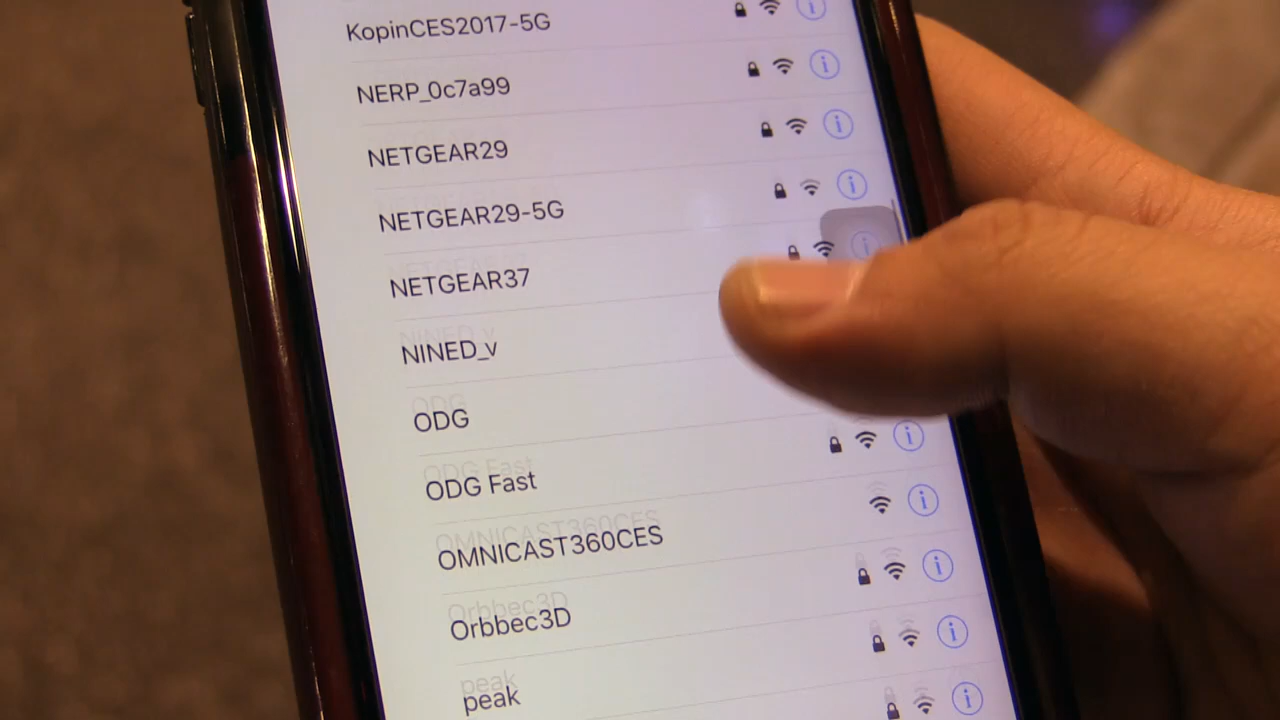 KopinCES2017-5G
NERP_0c7a99
NETGEAR29
NETGEAR29-5G
NETGEAR37
NINED_v
ODG
ODG Fast
OMNICAST360CES
Orbbec3D
peak